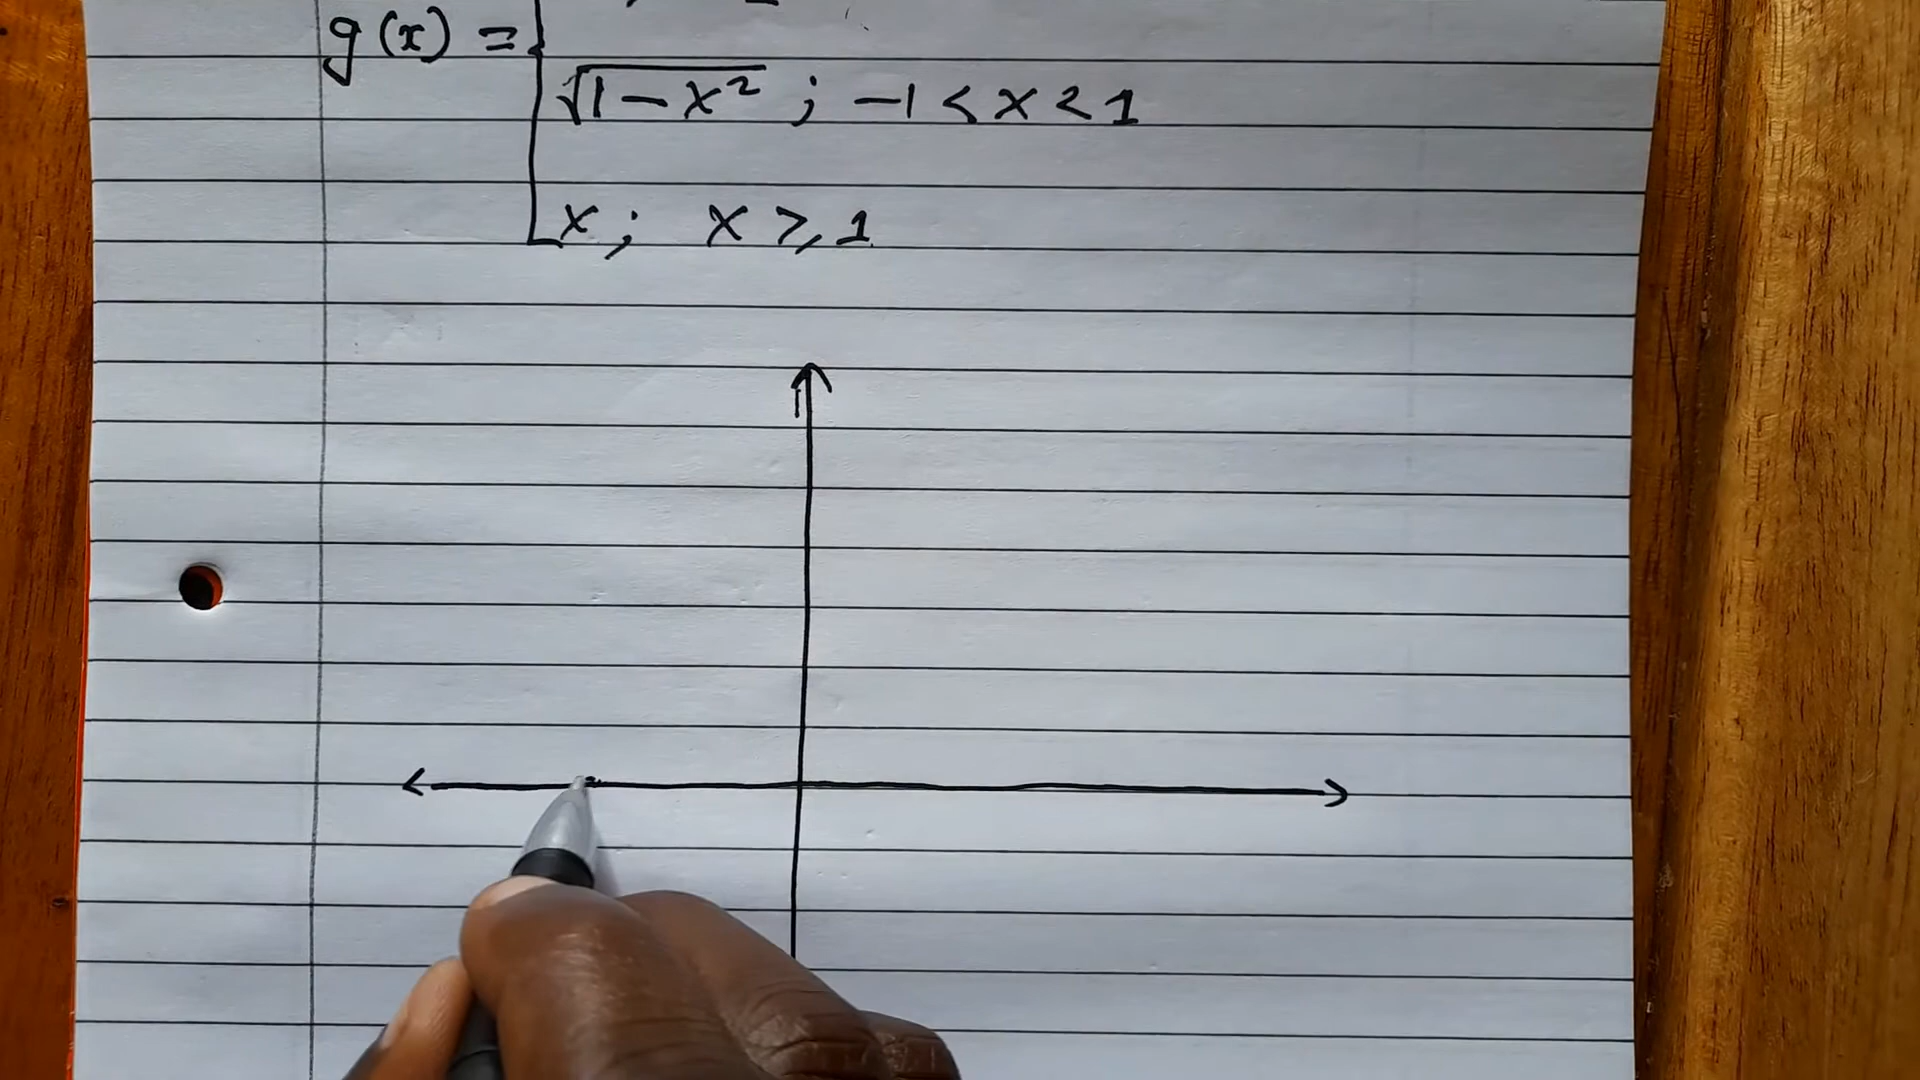 g(x) =
√1-x² ; -1 < x < 1
x ; x ⩾ 1